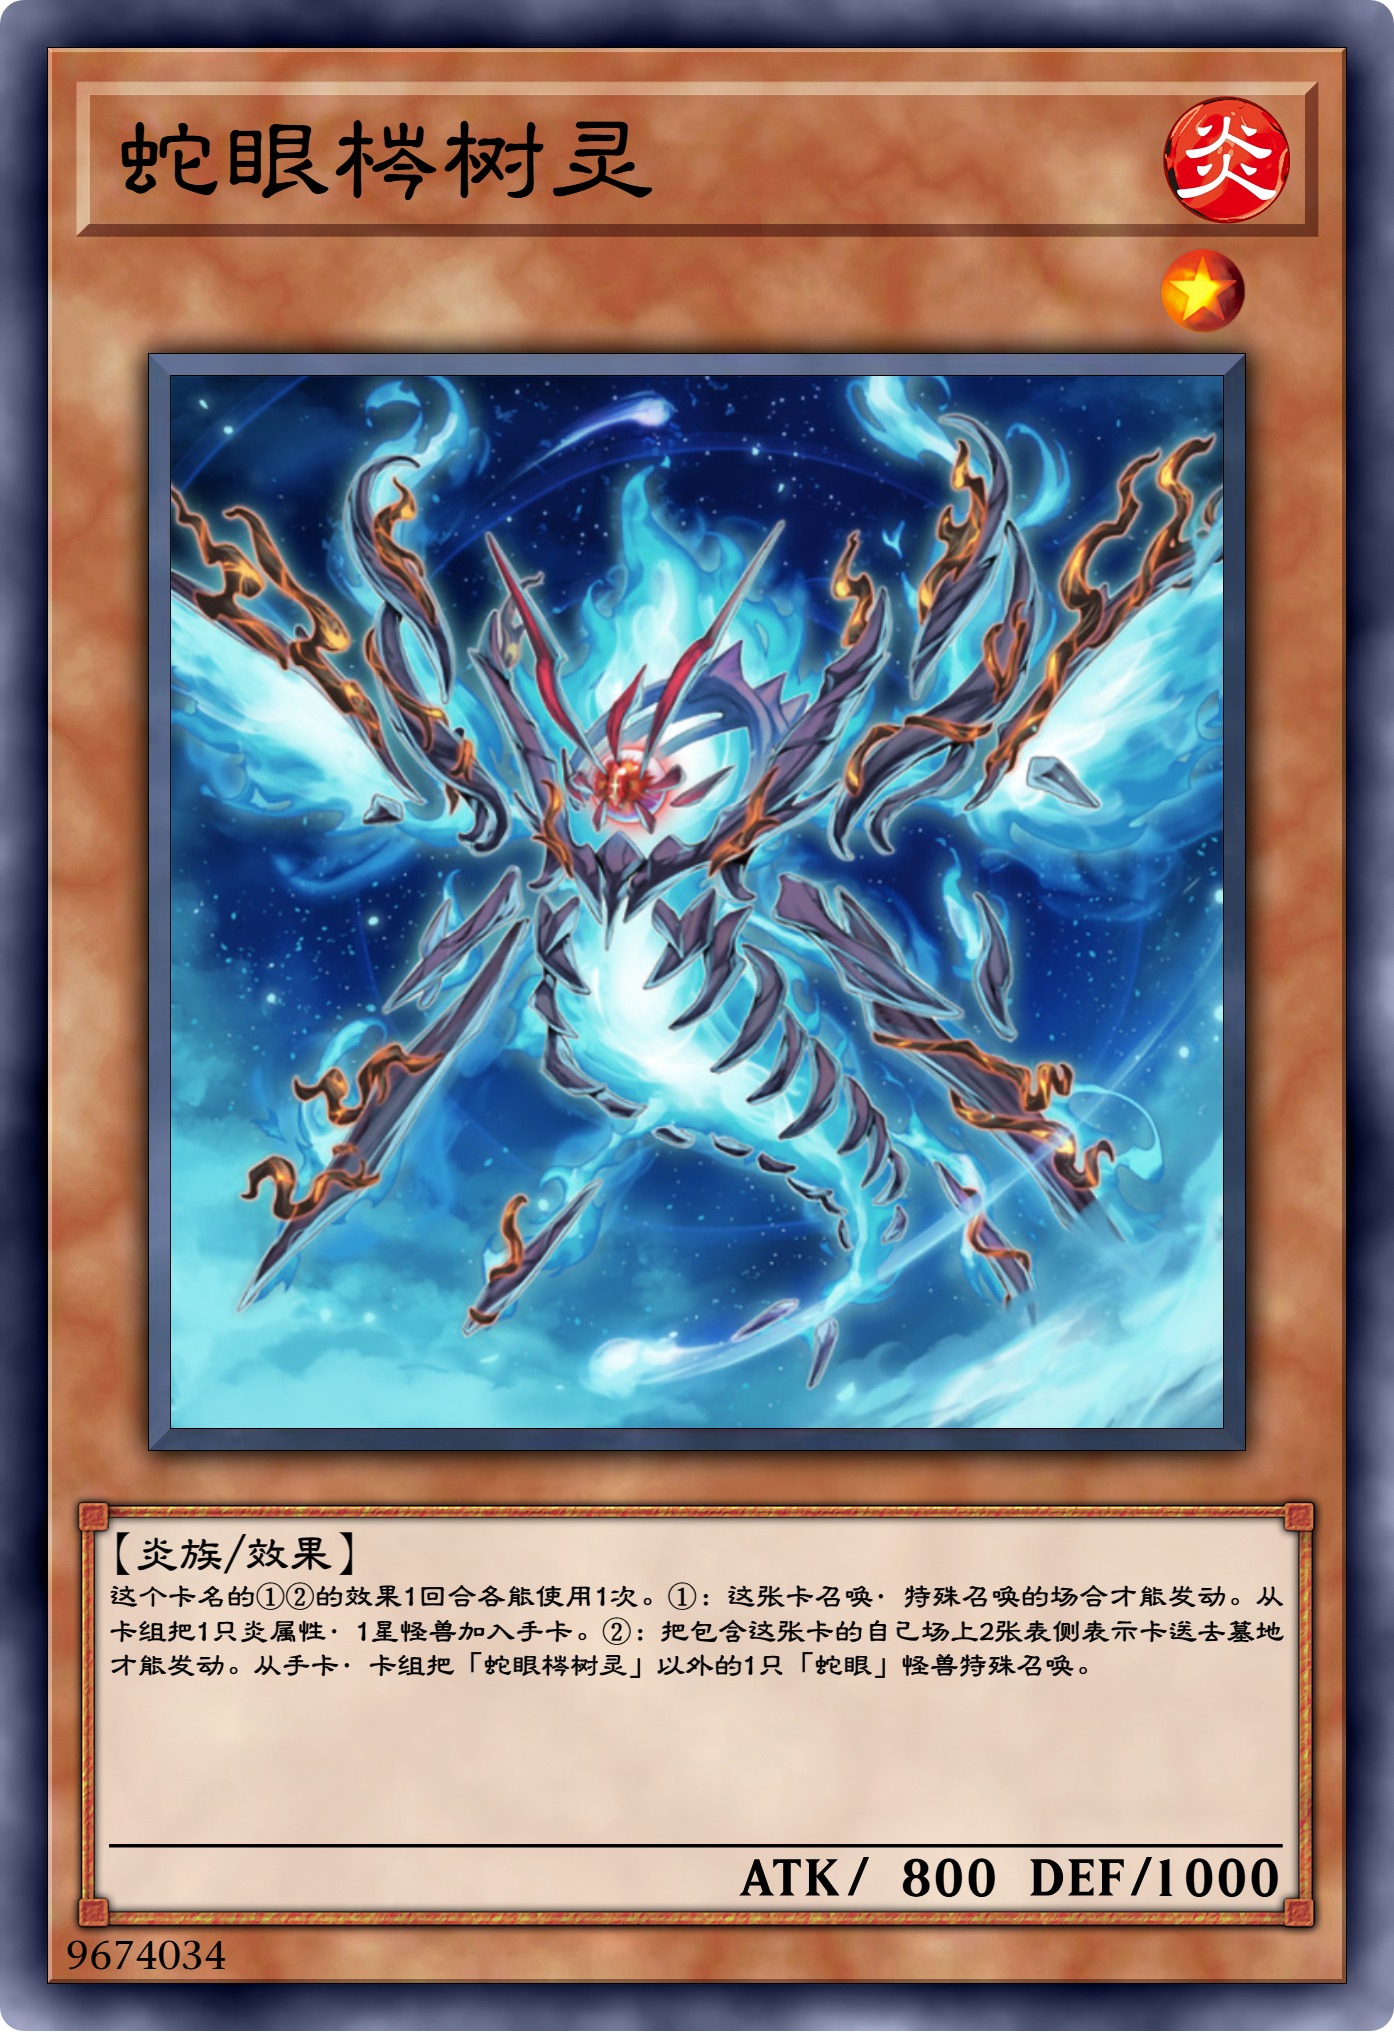 蛇眼梣树灵
炎
【炎族/效果】
这个卡名的①②的效果1回合各能使用1次。①：这张卡召唤·特殊召唤的场合才能发动。从
卡组把1只炎属性·1星怪兽加入手卡。②：把包含这张卡的自己场上2张表侧表示卡送去墓地
才能发动。从手卡·卡组把「蛇眼梣树灵」以外的1只「蛇眼」怪兽特殊召唤。
ATK/ 800 DEF/1000
9674034